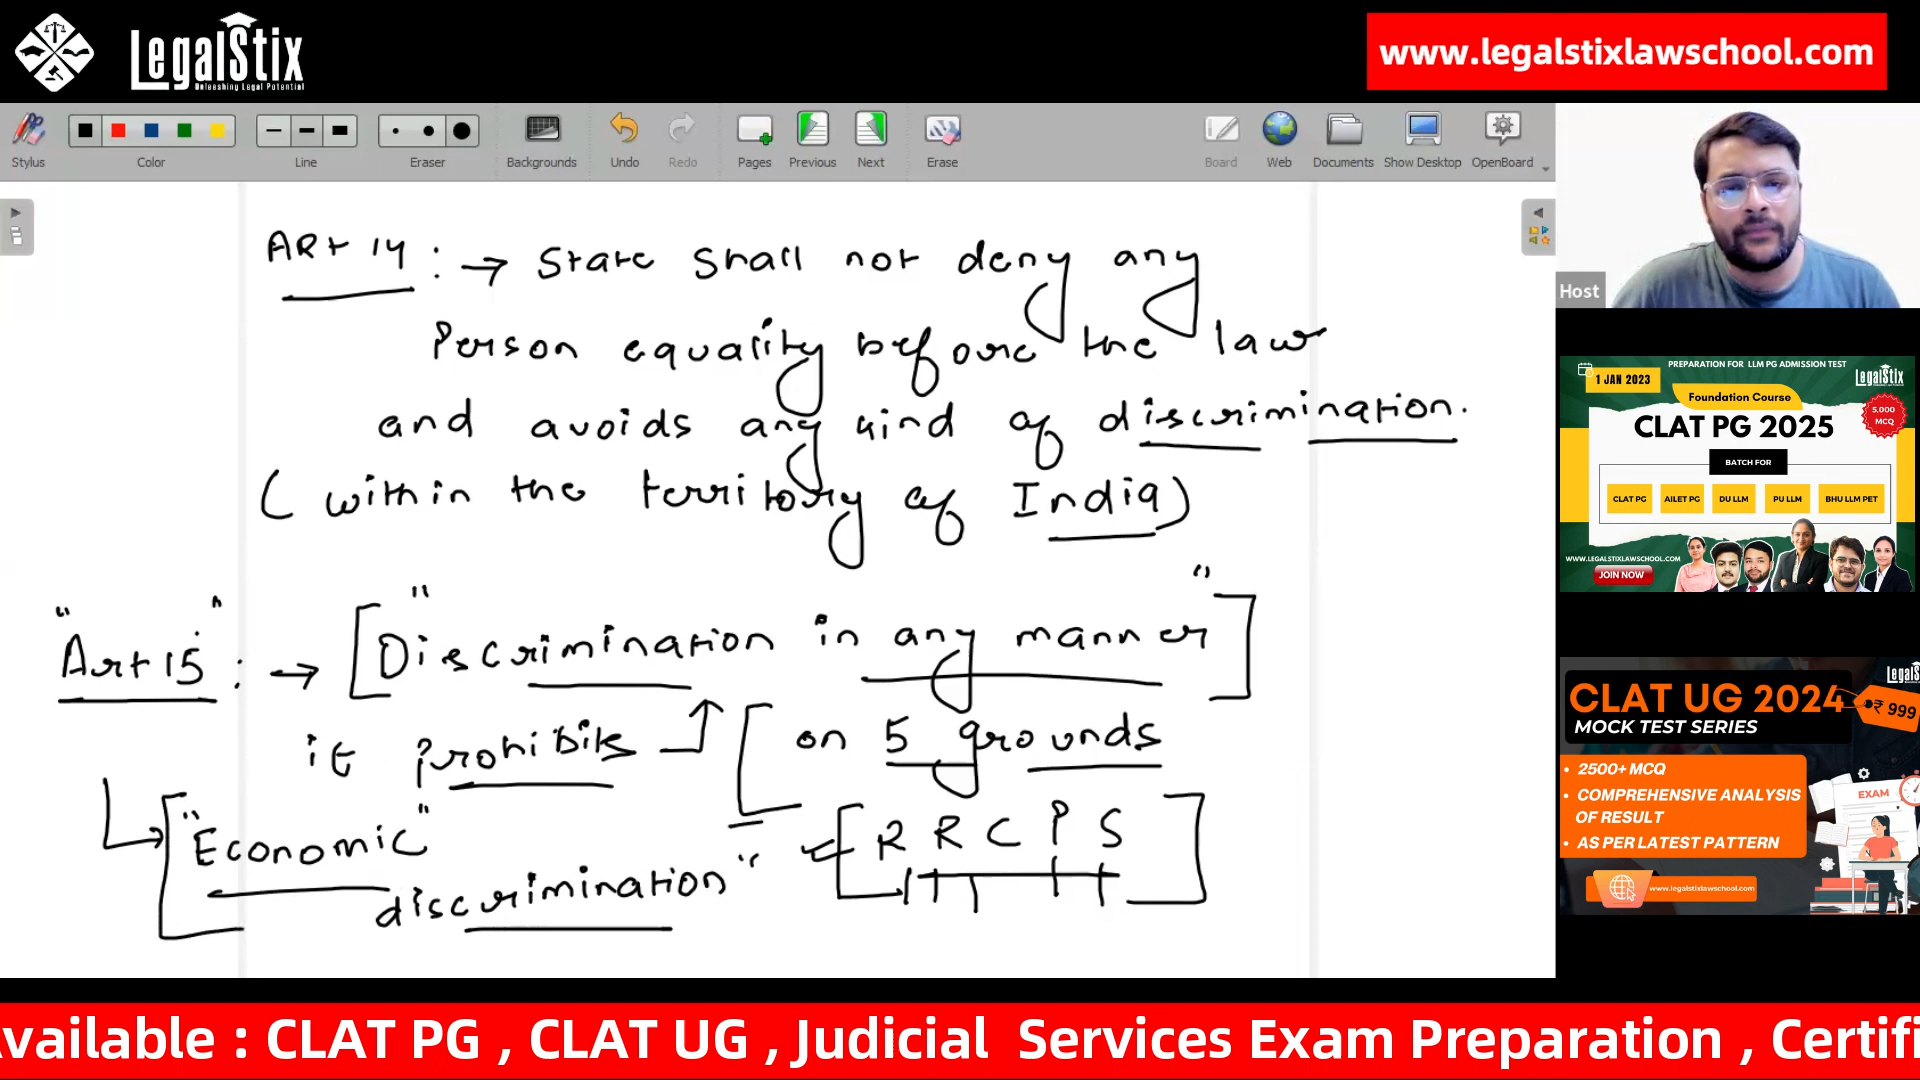 LegalStix
Unleashing Legal Potential
www.legalstixlawschool.com
Stylus
Color
Line
Eraser
Backgrounds
Undo
Redo
Pages
Previous
Next
Erase
Board
Web
Documents
Show Desktop
OpenBoard
ARt 14 : → State shall not deny any
Person equality before the law
and avoids any kind of discrimination.
( within the territory of India )
"Art 15" : → ["Discrimination in any manner"]
it prohibits
[ on 5 grounds
[ R R C P S ]
["Economic"
discrimination"
Host
PREPARATION FOR LLM PG ADMISSION TEST
LegalStix
1 JAN 2023
Foundation Course
5,000
MCQ
CLAT PG 2025
BATCH FOR
CLAT PG
AILET PG
DU LLM
PU LLM
BHU LLM PET
WWW.LEGALSTIXLAWSCHOOL.COM
JOIN NOW
LegalS
CLAT UG 2024
₹ 999
MOCK TEST SERIES
• 2500+ MCQ
• COMPREHENSIVE ANALYSIS
OF RESULT
• AS PER LATEST PATTERN
EXAM
www.legalstixlawschool.com
vailable : CLAT PG , CLAT UG , Judicial Services Exam Preparation , Certifi